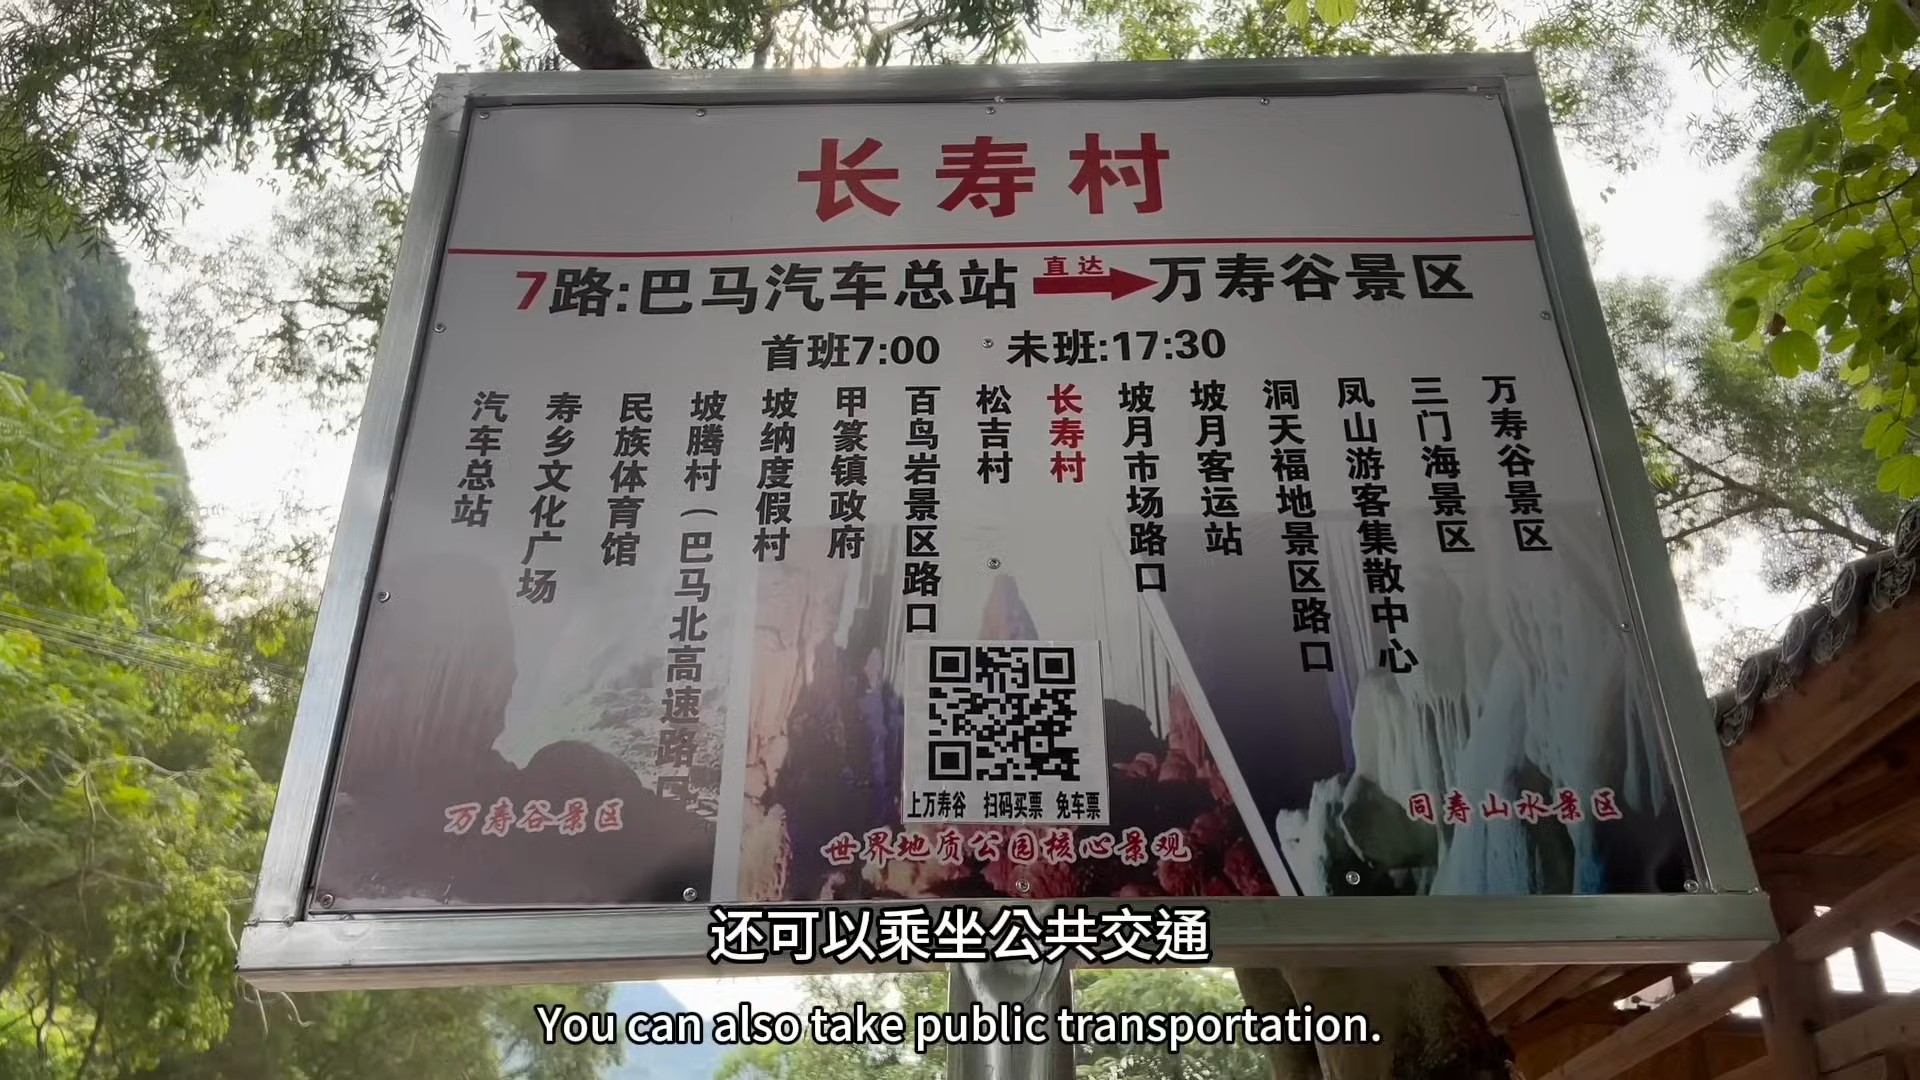 长寿村
7路:巴马汽车总站 直达 万寿谷景区
首班7:00 未班:17:30
汽车总站
寿乡文化广场
民族体育馆
坡腾村（巴马北高速路口
坡纳度假村
甲篆镇政府
百鸟岩景区路口
松吉村
长寿村
坡月市场路口
坡月客运站
洞天福地景区路口
凤山游客集散中心
三门海景区
万寿谷景区
上万寿谷 扫码买票 免车票
万寿谷景区
世界地质公园核心景观
同寿山水景区
还可以乘坐公共交通
You can also take public transportation.